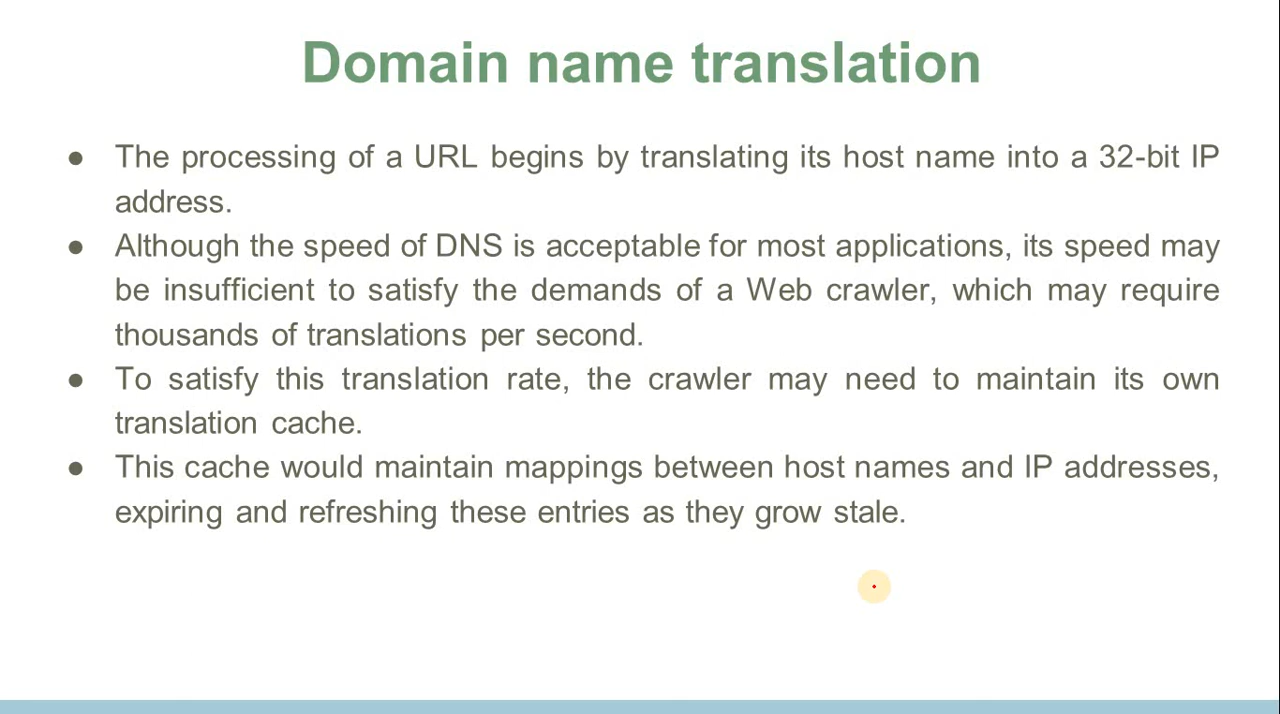 Domain name translation
● The processing of a URL begins by translating its host name into a 32-bit IP
address.
● Although the speed of DNS is acceptable for most applications, its speed may
be insufficient to satisfy the demands of a Web crawler, which may require
thousands of translations per second.
● To satisfy this translation rate, the crawler may need to maintain its own
translation cache.
● This cache would maintain mappings between host names and IP addresses,
expiring and refreshing these entries as they grow stale.